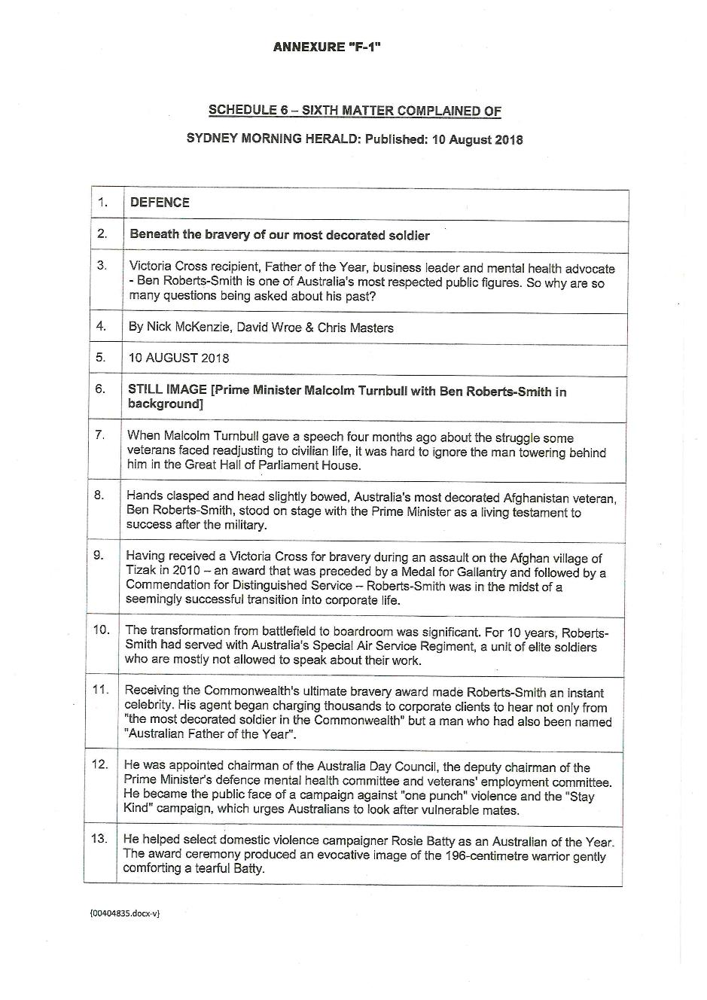 ANNEXURE "F-1"
SCHEDULE 6 – SIXTH MATTER COMPLAINED OF
SYDNEY MORNING HERALD: Published: 10 August 2018
1. DEFENCE
2. Beneath the bravery of our most decorated soldier
3. Victoria Cross recipient, Father of the Year, business leader and mental health advocate
- Ben Roberts-Smith is one of Australia's most respected public figures. So why are so
many questions being asked about his past?
4. By Nick McKenzie, David Wroe & Chris Masters
5. 10 AUGUST 2018
6. STILL IMAGE [Prime Minister Malcolm Turnbull with Ben Roberts-Smith in
background]
7. When Malcolm Turnbull gave a speech four months ago about the struggle some
veterans faced readjusting to civilian life, it was hard to ignore the man towering behind
him in the Great Hall of Parliament House.
8. Hands clasped and head slightly bowed, Australia's most decorated Afghanistan veteran,
Ben Roberts-Smith, stood on stage with the Prime Minister as a living testament to
success after the military.
9. Having received a Victoria Cross for bravery during an assault on the Afghan village of
Tizak in 2010 – an award that was preceded by a Medal for Gallantry and followed by a
Commendation for Distinguished Service – Roberts-Smith was in the midst of a
seemingly successful transition into corporate life.
10. The transformation from battlefield to boardroom was significant. For 10 years, Roberts-
Smith had served with Australia's Special Air Service Regiment, a unit of elite soldiers
who are mostly not allowed to speak about their work.
11. Receiving the Commonwealth's ultimate bravery award made Roberts-Smith an instant
celebrity. His agent began charging thousands to corporate clients to hear not only from
"the most decorated soldier in the Commonwealth" but a man who had also been named
"Australian Father of the Year".
12. He was appointed chairman of the Australia Day Council, the deputy chairman of the
Prime Minister's defence mental health committee and veterans' employment committee.
He became the public face of a campaign against "one punch" violence and the "Stay
Kind" campaign, which urges Australians to look after vulnerable mates.
13. He helped select domestic violence campaigner Rosie Batty as an Australian of the Year.
The award ceremony produced an evocative image of the 196-centimetre warrior gently
comforting a tearful Batty.
{00404835.docx-v}